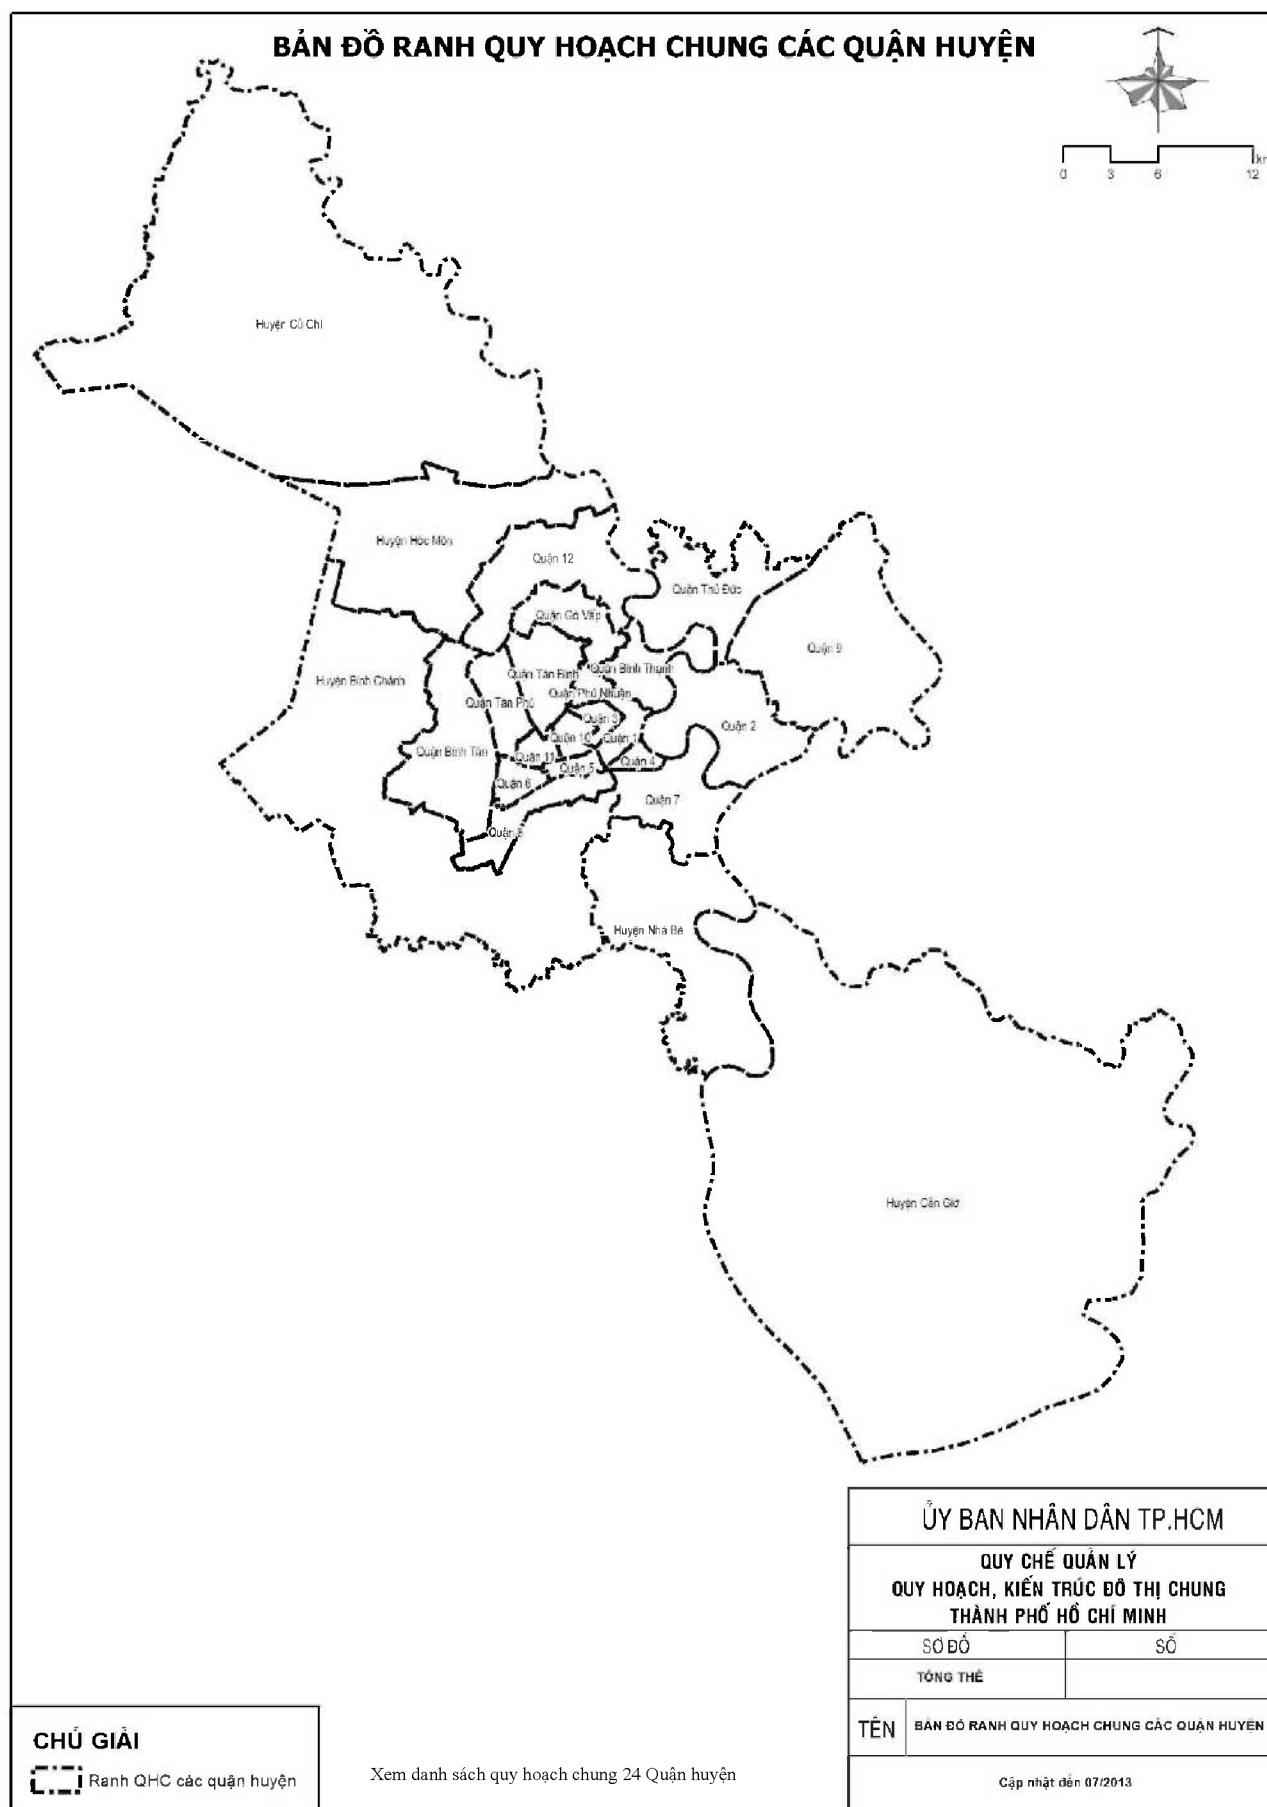 BẢN ĐỒ RANH QUY HOẠCH CHUNG CÁC QUẬN HUYỆN
km
0 3 6 12
Huyện Củ Chi
Huyện Hóc Môn
Quận 12
Quận Thủ Đức
Quận Gò Vấp
Quận 9
Quận Bình Thạnh
Quận Tân Bình
Huyện Bình Chánh
Quận Phú Nhuận
Quận Tân Phú
Quận 3
Quận 2
Quận 10
Quận 1
Quận Bình Tân
Quận 11
Quận 4
Quận 5
Quận 6
Quận 7
Quận 8
Huyện Nhà Bè
Huyện Cần Giờ
ỦY BAN NHÂN DÂN TP.HCM
QUY CHẾ QUẢN LÝ
QUY HOẠCH, KIẾN TRÚC ĐÔ THỊ CHUNG
THÀNH PHỐ HỒ CHÍ MINH
SƠ ĐỒ SỐ
TỔNG THỂ
TÊN BẢN ĐỒ RANH QUY HOẠCH CHUNG CÁC QUẬN HUYỆN
Cập nhật đến 07/2013
CHÚ GIẢI
Ranh QHC các quận huyện
Xem danh sách quy hoạch chung 24 Quận huyện